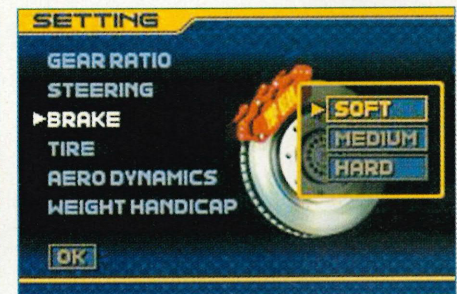 SETTING
GEAR RATIO
STEERING
BRAKE
TIRE
AERO DYNAMICS
WEIGHT HANDICAP
SOFT
MEDIUM
HARD
OK